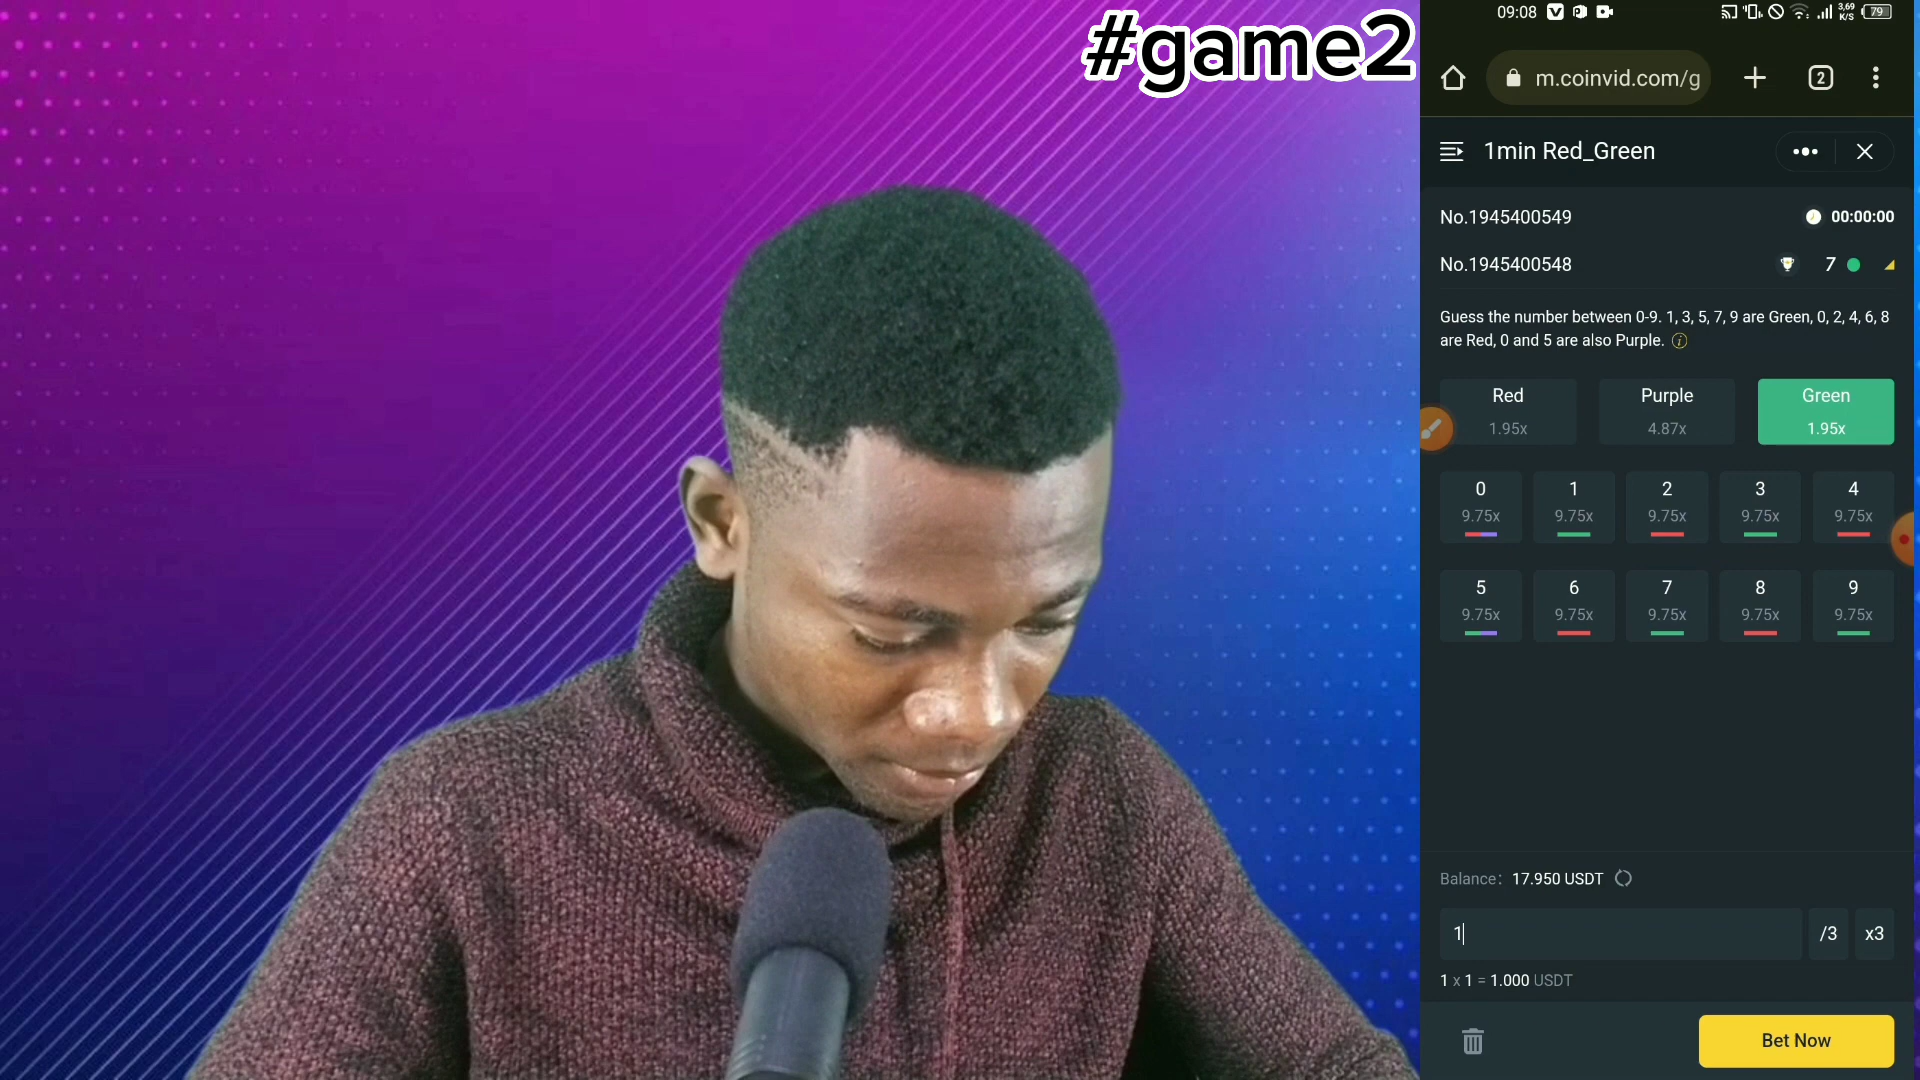 #game2
09:08
3,69
K/S
79
m.coinvid.com/g
2
1min Red_Green
No.1945400549
00:00:00
No.1945400548
7
Guess the number between 0-9. 1, 3, 5, 7, 9 are Green, 0, 2, 4, 6, 8
are Red, 0 and 5 are also Purple.
Red
Purple
Green
1.95x
4.87x
1.95x
0
1
2
3
4
9.75x
9.75x
9.75x
9.75x
9.75x
5
6
7
8
9
9.75x
9.75x
9.75x
9.75x
9.75x
Balance: 17.950 USDT
1
/3
x3
1 x 1 = 1.000 USDT
Bet Now